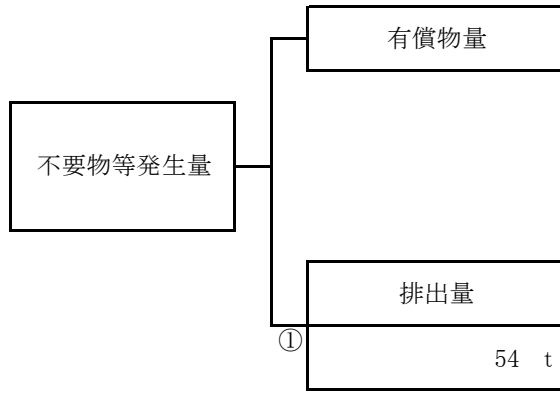 有償物量
不要物等発生量
排出量
①
54 t